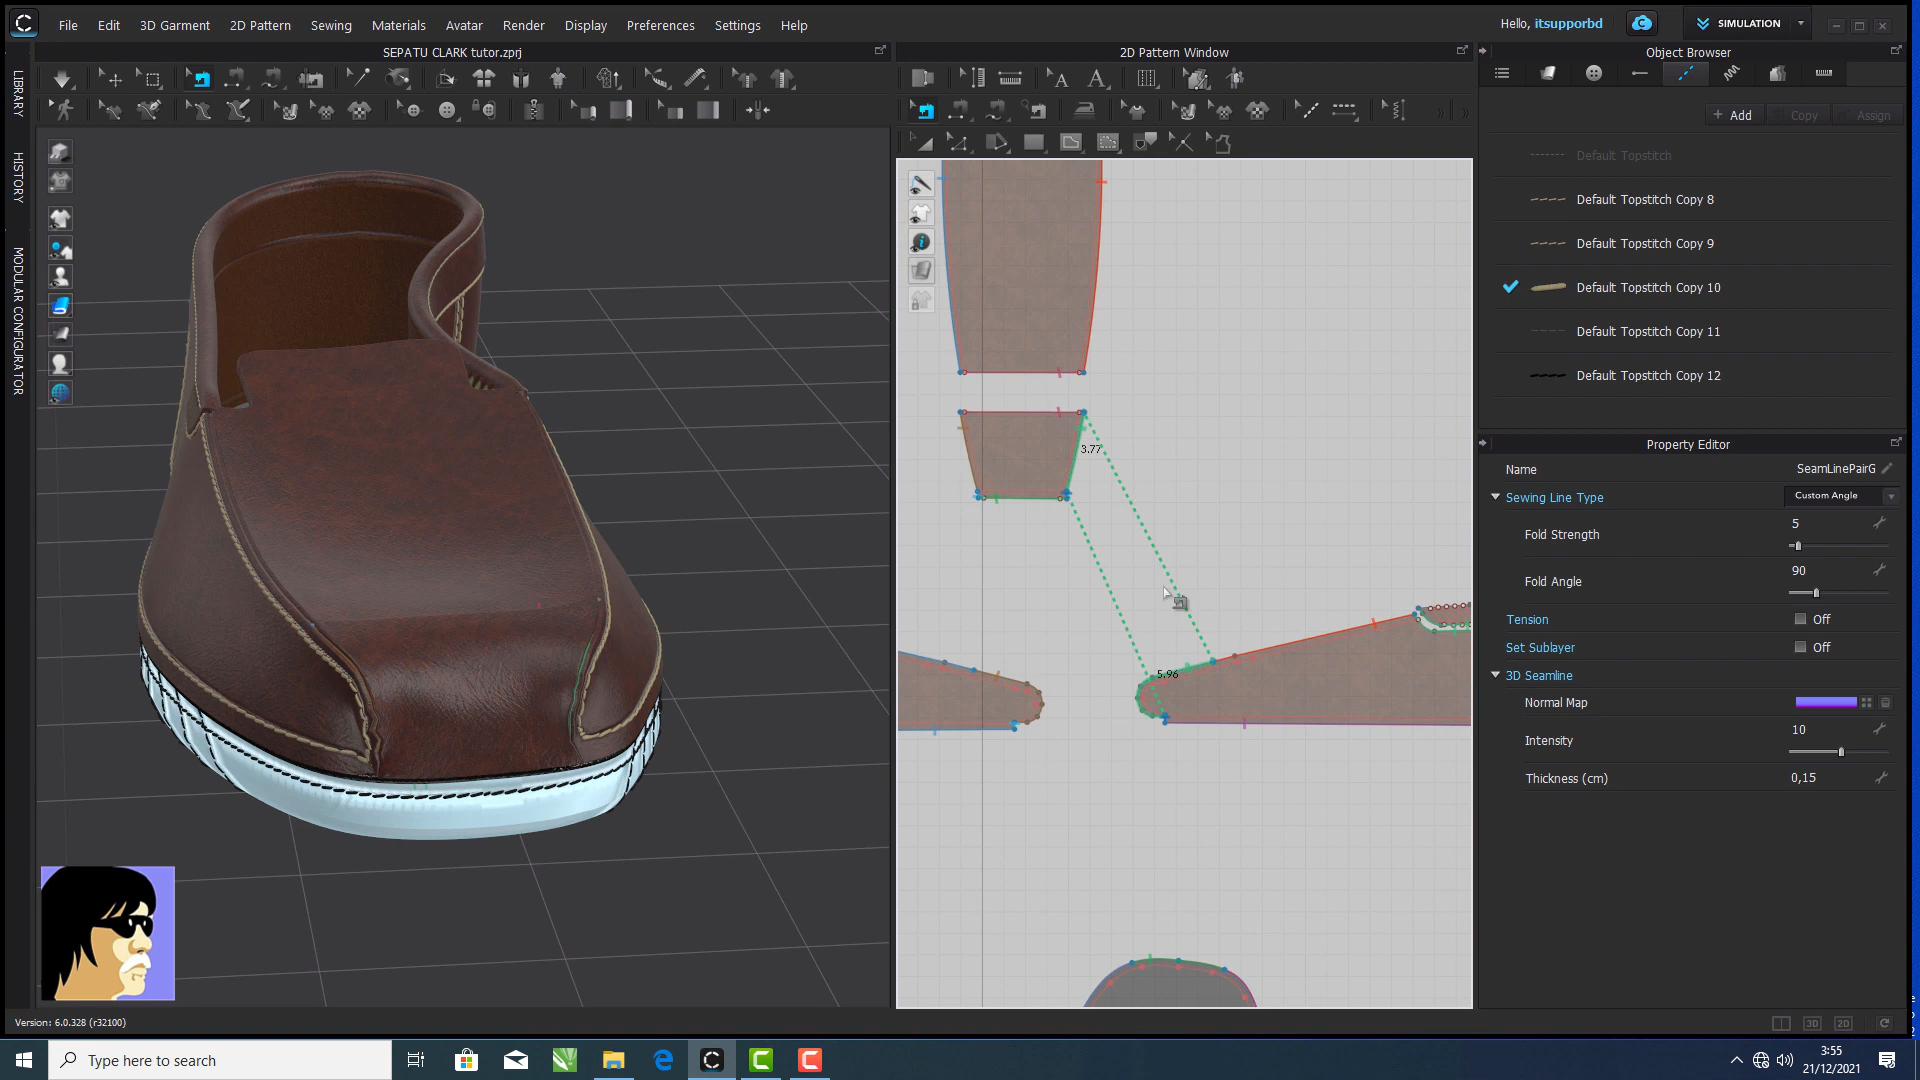 File Edit 3D Garment 2D Pattern Sewing Materials Avatar Render Display Preferences Settings Help
Hello, itsupporbd
SIMULATION
SEPATU CLARK tutor.zprj
2D Pattern Window
Object Browser
LIBRARY
HISTORY
MODULAR CONFIGURATOR
+ Add
Copy
Assign
Default Topstitch
Default Topstitch Copy 8
Default Topstitch Copy 9
Default Topstitch Copy 10
Default Topstitch Copy 11
Default Topstitch Copy 12
3.77
5.96
Property Editor
Name SeamLinePairG
Sewing Line Type Custom Angle
Fold Strength 5
Fold Angle 90
Tension Off
Set Sublayer Off
3D Seamline
Normal Map
Intensity 10
Thickness (cm) 0,15
Version: 6.0.328 (r32100)
3D
2D
Type here to search
3:55
21/12/2021